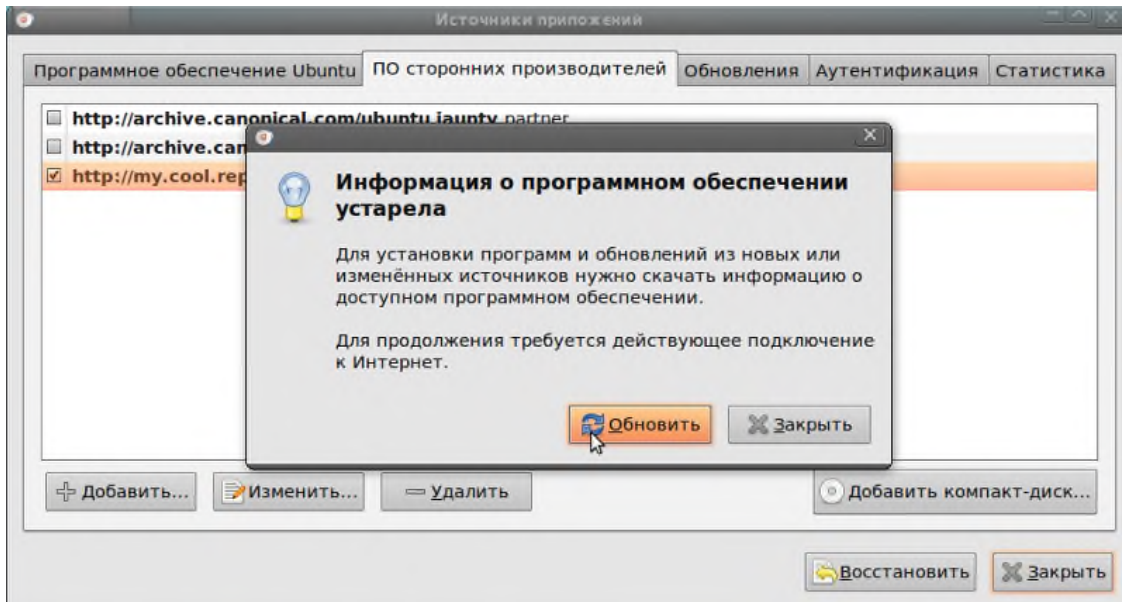 Источники приложений
Программное обеспечение Ubuntu ПО сторонних производителей Обновления Аутентификация Статистика
http://archive.canonical.com/ubuntu jaunty partner
http://archive.can
http://my.cool.rep
Информация о программном обеспечении
устарела
Для установки программ и обновлений из новых или
изменённых источников нужно скачать информацию о
доступном программном обеспечении.
Для продолжения требуется действующее подключение
к Интернет.
Обновить Закрыть
Добавить... Изменить... Удалить Добавить компакт-диск...
Восстановить Закрыть